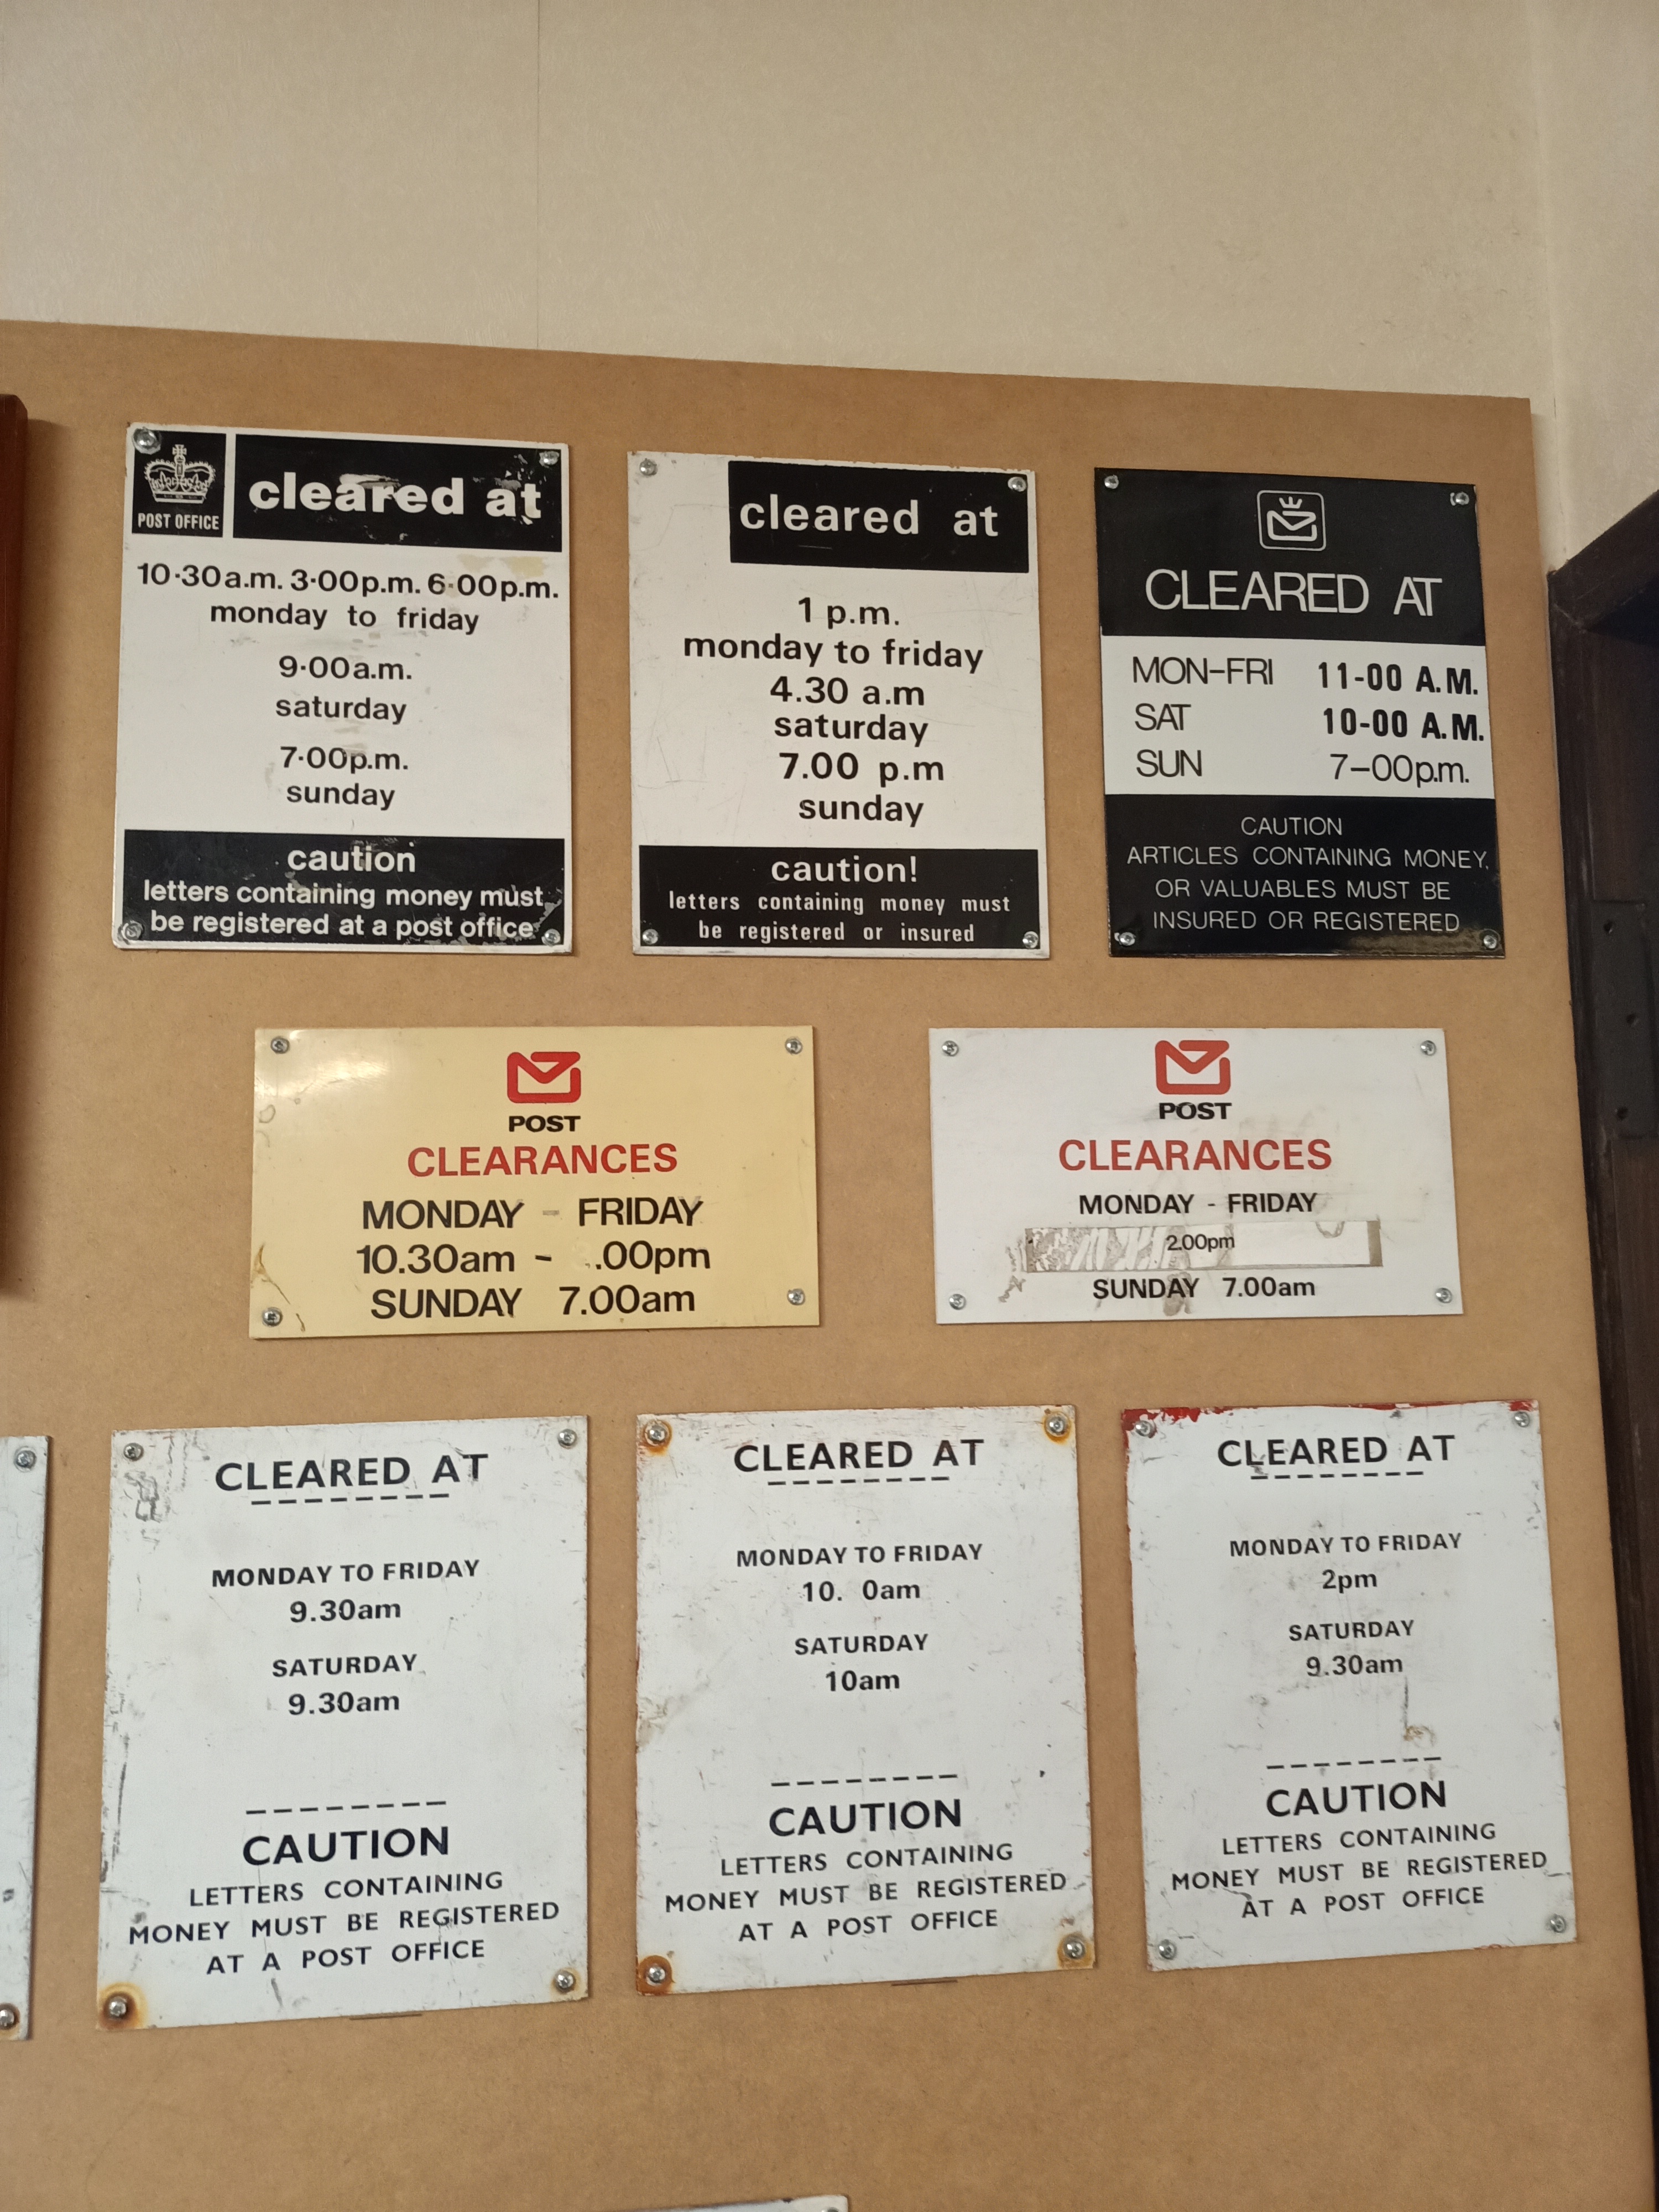 POST OFFICE
cleared at
10·30a.m. 3·00p.m. 6·00p.m.
monday to friday
9·00a.m.
saturday
7·00p.m.
sunday
caution
letters containing money must
be registered at a post office
cleared at
1 p.m.
monday to friday
4.30 a.m
saturday
7.00 p.m
sunday
caution!
letters containing money must
be registered or insured
CLEARED AT
MON-FRI 11-00 A.M.
SAT 10-00 A.M.
SUN 7-00p.m.
CAUTION
ARTICLES CONTAINING MONEY,
OR VALUABLES MUST BE
INSURED OR REGISTERED
POST
CLEARANCES
MONDAY - FRIDAY
10.30am - .00pm
SUNDAY 7.00am
POST
CLEARANCES
MONDAY - FRIDAY
2.00pm
SUNDAY 7.00am
CLEARED AT
MONDAY TO FRIDAY
9.30am
SATURDAY
9.30am
CAUTION
LETTERS CONTAINING
MONEY MUST BE REGISTERED
AT A POST OFFICE
CLEARED AT
MONDAY TO FRIDAY
10. 0am
SATURDAY
10am
CAUTION
LETTERS CONTAINING
MONEY MUST BE REGISTERED
AT A POST OFFICE
CLEARED AT
MONDAY TO FRIDAY
2pm
SATURDAY
9.30am
CAUTION
LETTERS CONTAINING
MONEY MUST BE REGISTERED
AT A POST OFFICE